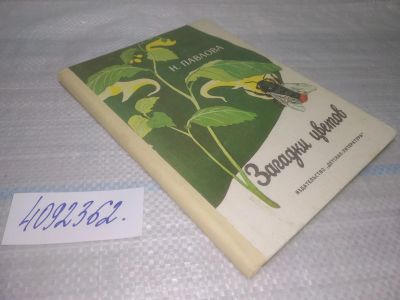 Н. ПАВЛОВА
Загадки цветов
ИЗДАТЕЛЬСТВО „ДЕТСКАЯ ЛИТЕРАТУРА"
4092362.